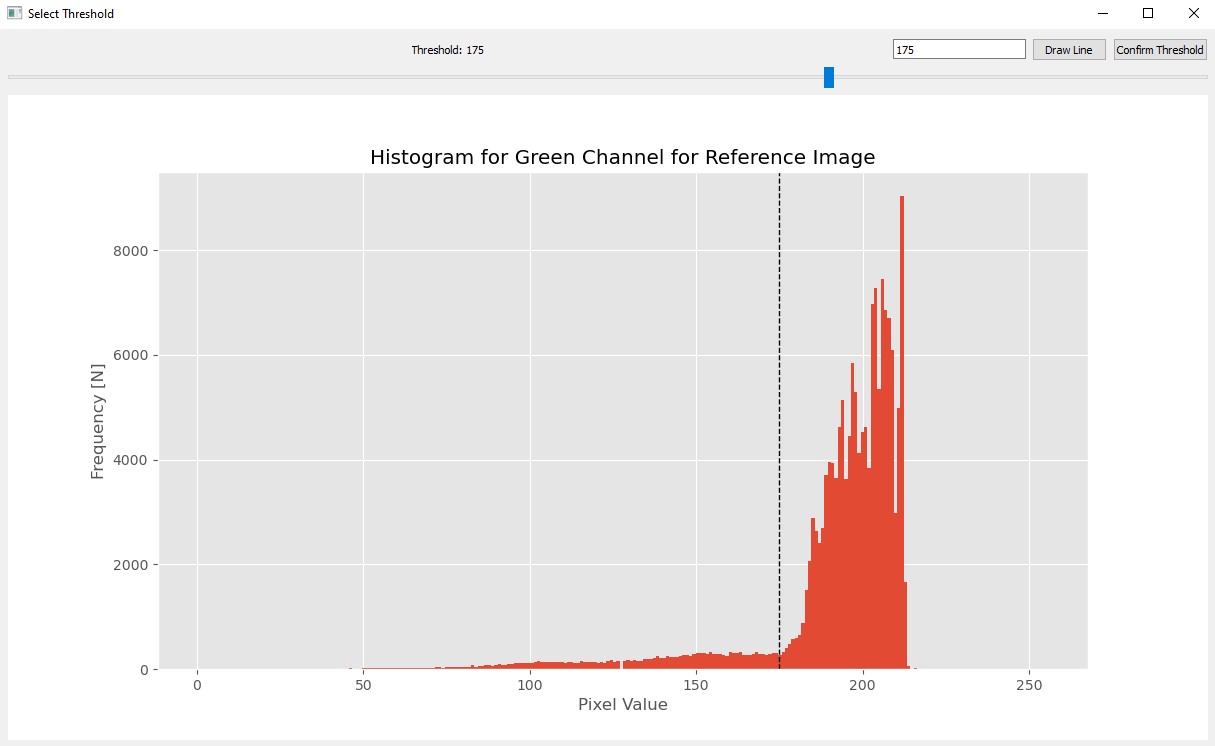 Select Threshold
Threshold: 175
175
Draw Line
Confirm Threshold
Histogram for Green Channel for Reference Image
Frequency [N]
8000
6000
4000
2000
0
0 50 100 150 200 250
Pixel Value